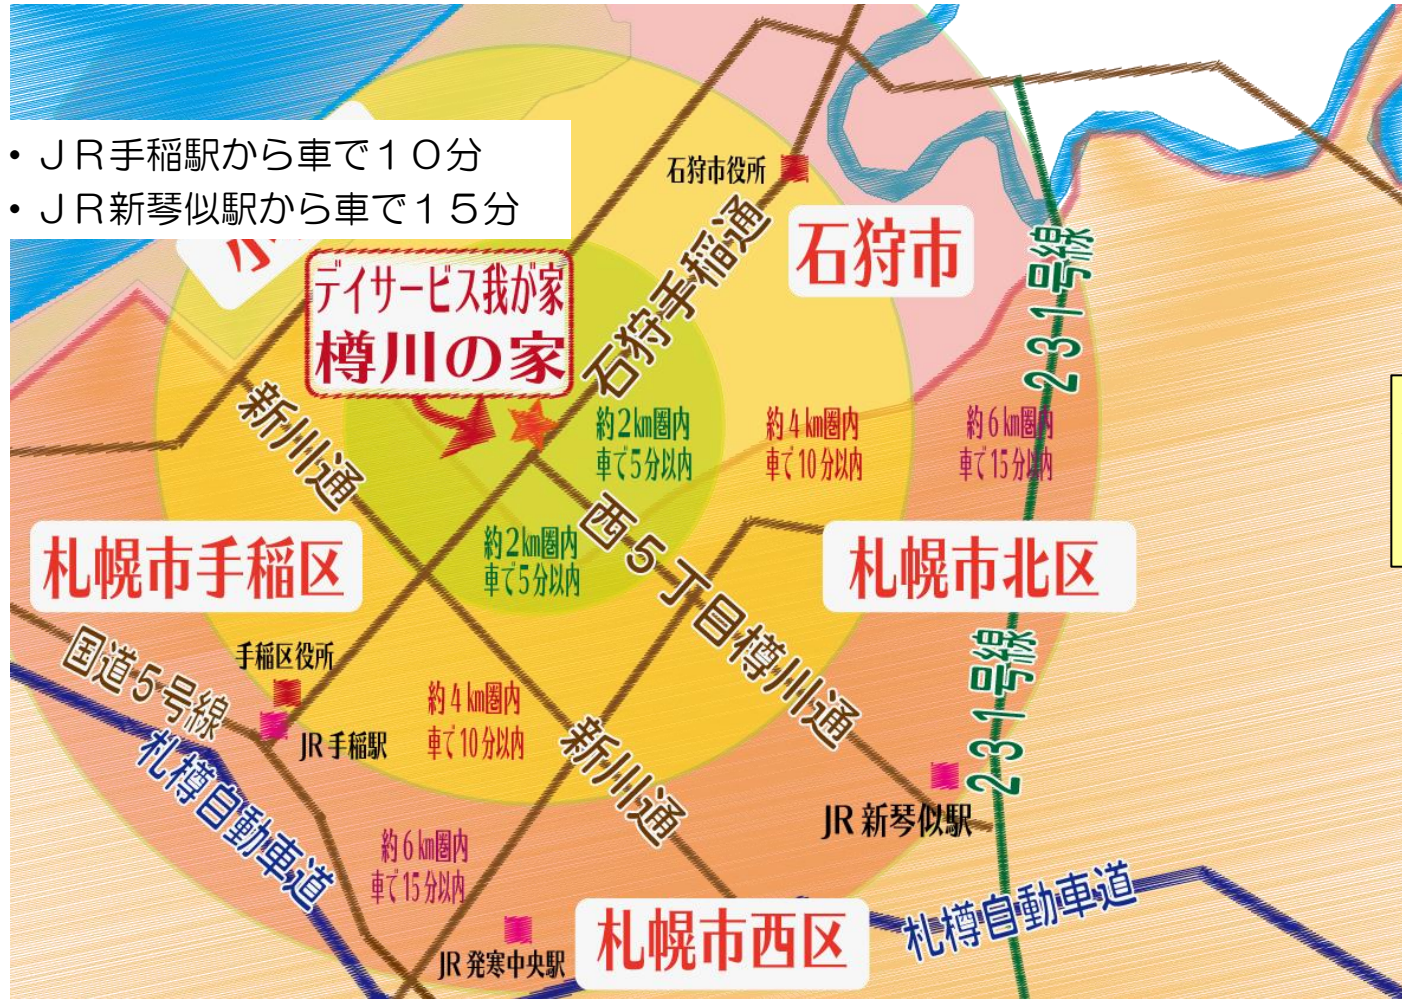 ・ＪＲ手稲駅から車で１０分
・ＪＲ新琴似駅から車で１５分
石狩市役所
石狩市
デイサービス我が家
樽川の家
石狩手稲通
231号線
新川通
約2km圏内
車で5分以内
約4km圏内
車で10分以内
約6km圏内
車で15分以内
約2km圏内
車で5分以内
西5丁目樽川通
札幌市手稲区
札幌市北区
国道5号線
手稲区役所
JR手稲駅
約4km圏内
車で10分以内
231号線
新川通
札樽自動車道
JR新琴似駅
約6km圏内
車で15分以内
JR発寒中央駅
札幌市西区
札樽自動車道